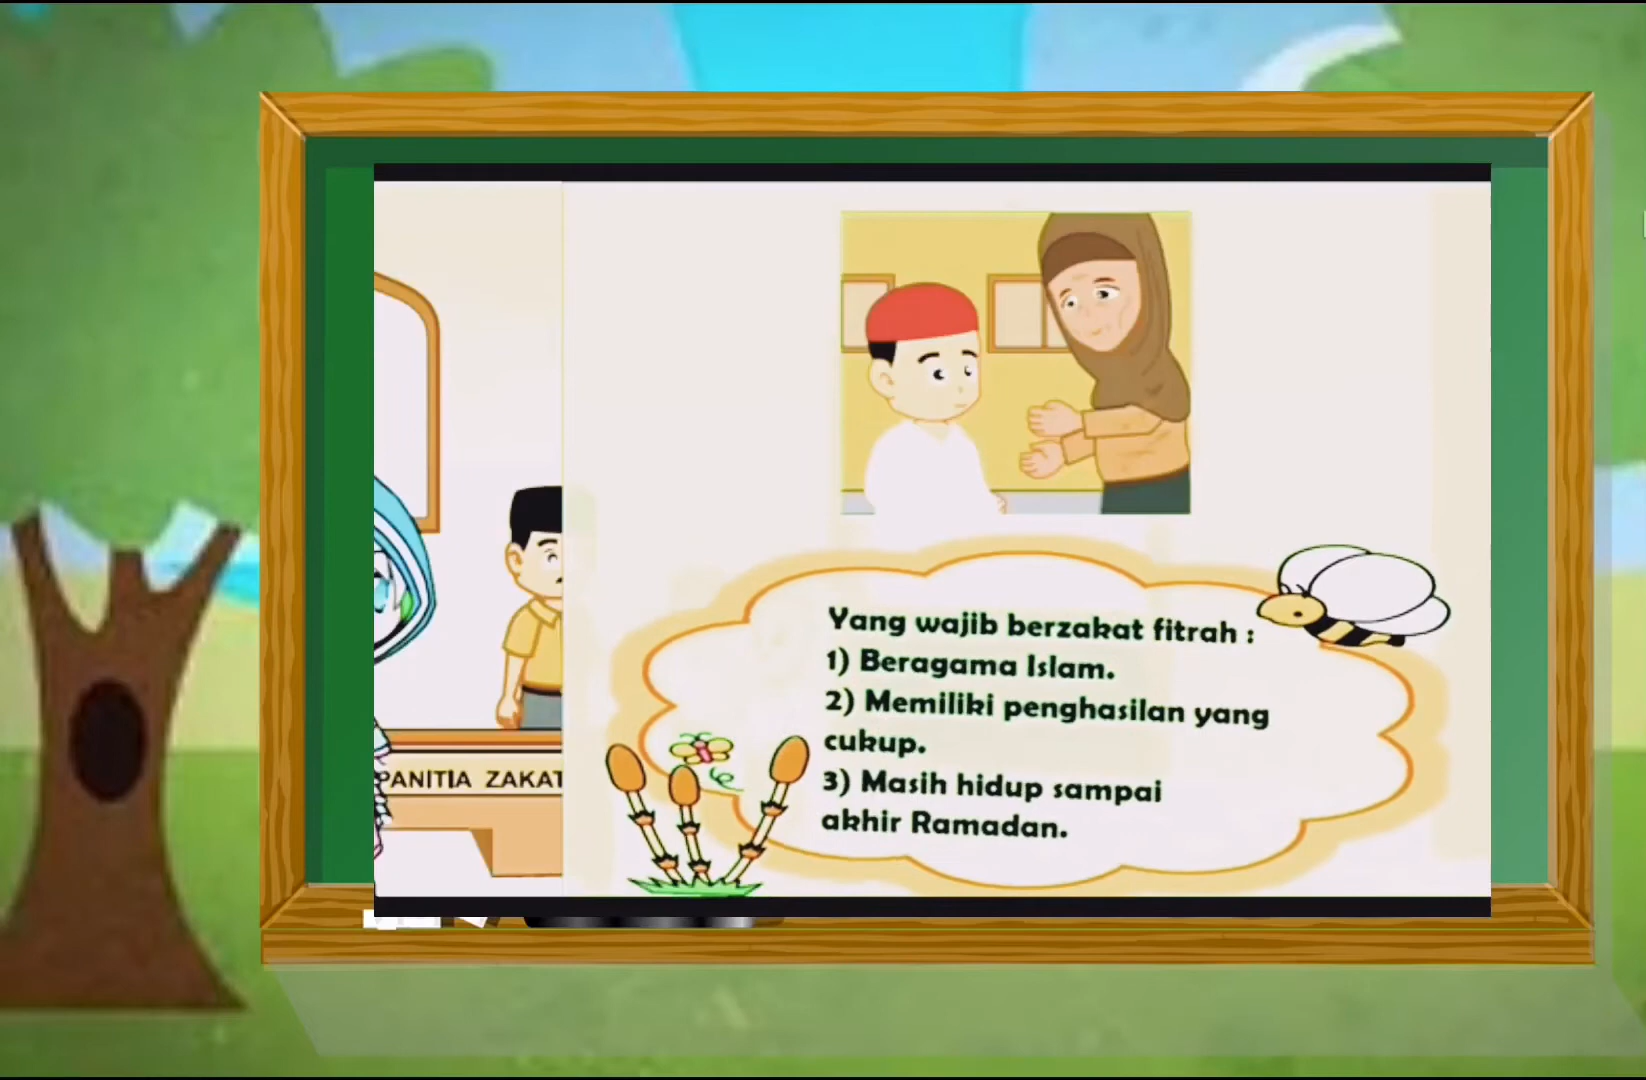 Yang wajib berzakat fitrah :
1) Beragama Islam.
2) Memiliki penghasilan yang
cukup.
3) Masih hidup sampai
akhir Ramadan.
PANITIA ZAKAT